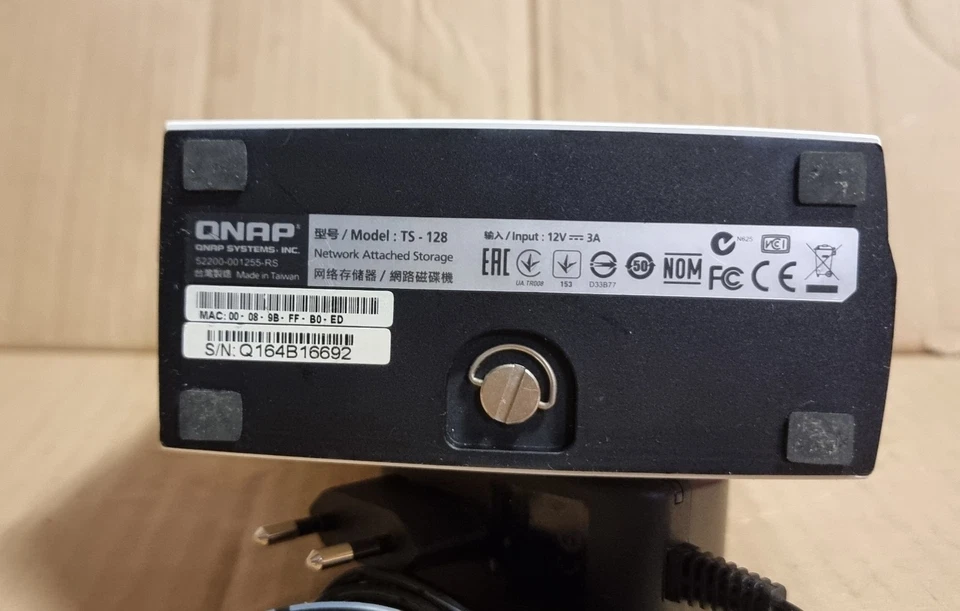 QNAP
QNAP SYSTEMS, INC.
52200-001255-RS
台灣製造 Made in Taiwan
型号 / Model : TS - 128
Network Attached Storage
网络存储器 / 網路磁碟機
输入 / Input : 12V⎓ 3A
EAC
UA TR008
153
D33B77
50
NOM
FC
CE
N625
VCCI
MAC: 00 - 08 - 9B - FF - B0 - ED
S/N: Q164B16692